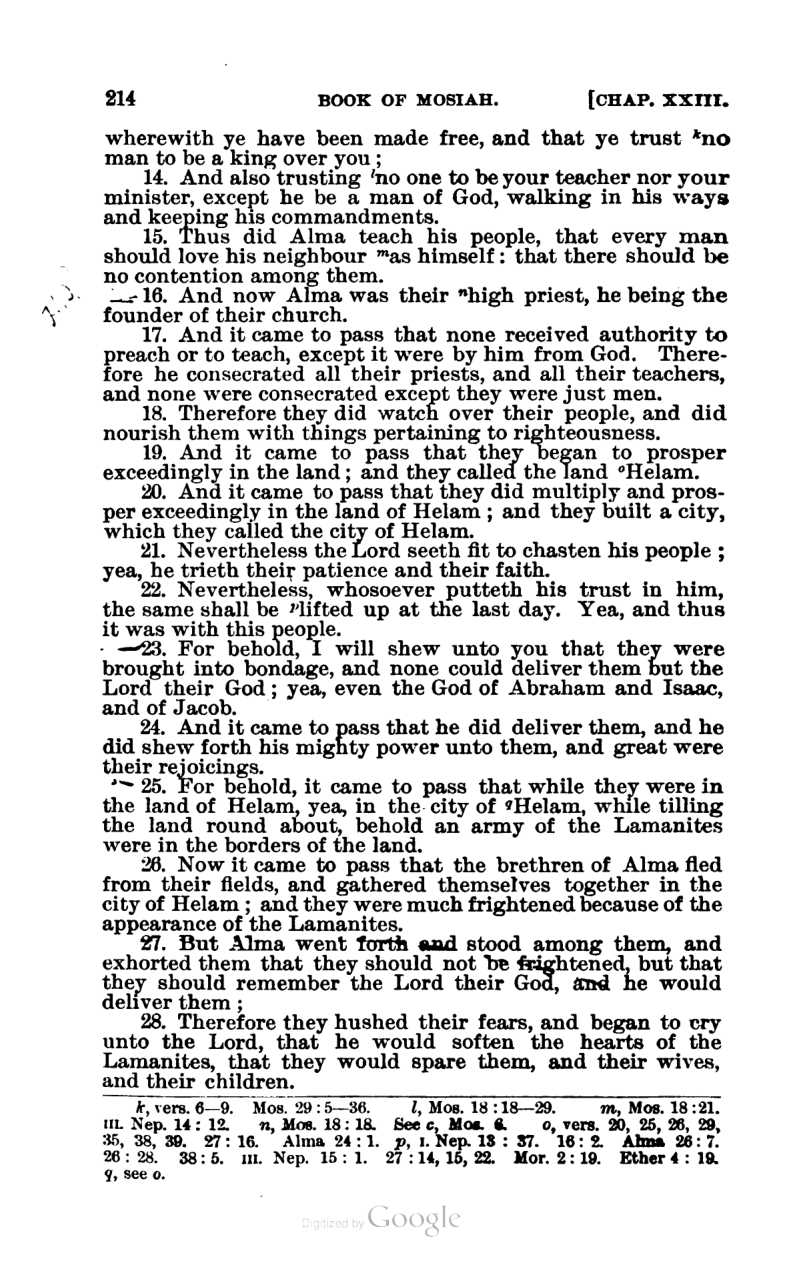 214 BOOK OF MOSIAH. [CHAP. XXIII.
wherewith ye have been made free, and that ye trust ᵏno
man to be a king over you;
14. And also trusting ˡno one to be your teacher nor your
minister, except he be a man of God, walking in his ways
and keeping his commandments.
15. Thus did Alma teach his people, that every man
should love his neighbour ᵐas himself: that there should be
no contention among them.
16. And now Alma was their ⁿhigh priest, he being the
founder of their church.
17. And it came to pass that none received authority to
preach or to teach, except it were by him from God. There-
fore he consecrated all their priests, and all their teachers,
and none were consecrated except they were just men.
18. Therefore they did watch over their people, and did
nourish them with things pertaining to righteousness.
19. And it came to pass that they began to prosper
exceedingly in the land; and they called the land ᵒHelam.
20. And it came to pass that they did multiply and pros-
per exceedingly in the land of Helam; and they built a city,
which they called the city of Helam.
21. Nevertheless the Lord seeth fit to chasten his people;
yea, he trieth their patience and their faith.
22. Nevertheless, whosoever putteth his trust in him,
the same shall be ᵖlifted up at the last day. Yea, and thus
it was with this people.
23. For behold, I will shew unto you that they were
brought into bondage, and none could deliver them but the
Lord their God; yea, even the God of Abraham and Isaac,
and of Jacob.
24. And it came to pass that he did deliver them, and he
did shew forth his mighty power unto them, and great were
their rejoicings.
25. For behold, it came to pass that while they were in
the land of Helam, yea, in the city of qHelam, while tilling
the land round about, behold an army of the Lamanites
were in the borders of the land.
26. Now it came to pass that the brethren of Alma fled
from their fields, and gathered themselves together in the
city of Helam; and they were much frightened because of the
appearance of the Lamanites.
27. But Alma went forth and stood among them, and
exhorted them that they should not be frightened, but that
they should remember the Lord their God, and he would
deliver them;
28. Therefore they hushed their fears, and began to cry
unto the Lord, that he would soften the hearts of the
Lamanites, that they would spare them, and their wives,
and their children.
k, vers. 6—9. Mos. 29:5—36. l, Mos. 18:18—29. m, Mos. 18:21.
III. Nep. 14:12. n, Mos. 18:18. See c, Mos. 6. o, vers. 20, 25, 26, 29,
35, 38, 39. 27:16. Alma 24:1. p, I. Nep. 13:37. 16:2. Alma 26:7.
26:28. 38:5. III. Nep. 15:1. 27:14, 15, 22. Mor. 2:19. Ether 4:19.
q, see o.
Digitized by Google